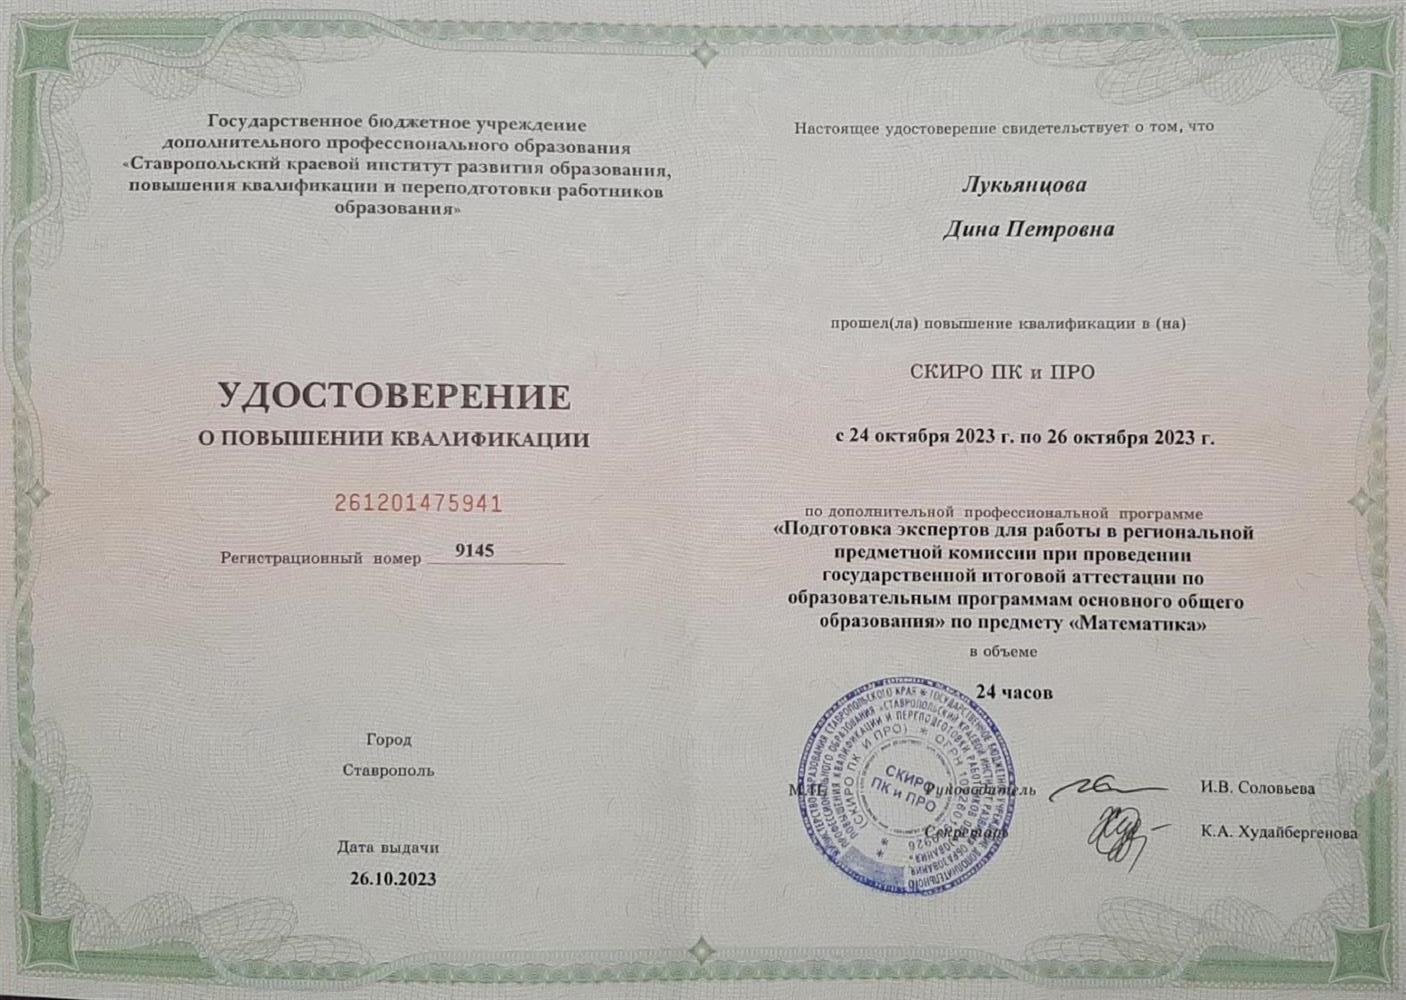 Государственное бюджетное учреждение
дополнительного профессионального образования
«Ставропольский краевой институт развития образования,
повышения квалификации и переподготовки работников
образования»
УДОСТОВЕРЕНИЕ
О ПОВЫШЕНИИ КВАЛИФИКАЦИИ
261201475941
Регистрационный номер 9145
Город
Ставрополь
Дата выдачи
26.10.2023
Настоящее удостоверение свидетельствует о том, что
Лукьянцова
Дина Петровна
прошел(ла) повышение квалификации в (на)
СКИРО ПК и ПРО
с 24 октября 2023 г. по 26 октября 2023 г.
по дополнительной профессиональной программе
«Подготовка экспертов для работы в региональной
предметной комиссии при проведении
государственной итоговой аттестации по
образовательным программам основного общего
образования» по предмету «Математика»
в объеме
24 часов
М.П. Руководитель И.В. Соловьева
Секретарь К.А. Худайбергенова
СКИРО
ПК и ПРО